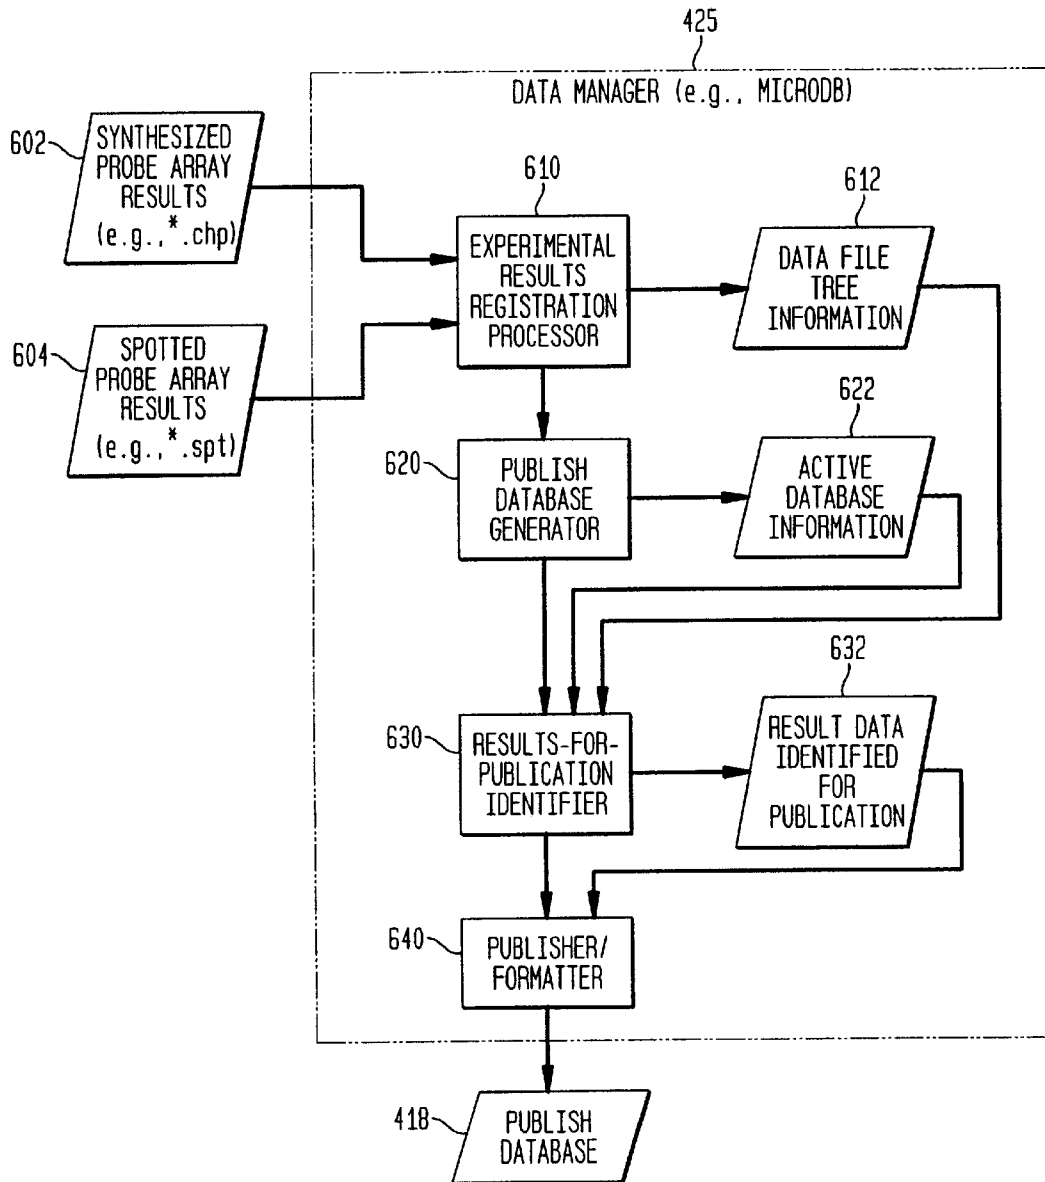 425
DATA MANAGER (e.g., MICRODB)
602
SYNTHESIZED
PROBE ARRAY
RESULTS
(e.g.,*.chp)
610
EXPERIMENTAL
RESULTS
REGISTRATION
PROCESSOR
612
DATA FILE
TREE
INFORMATION
604
SPOTTED
PROBE ARRAY
RESULTS
(e.g.,*.spt)
620
PUBLISH
DATABASE
GENERATOR
622
ACTIVE
DATABASE
INFORMATION
630
RESULTS-FOR-
PUBLICATION
IDENTIFIER
632
RESULT DATA
IDENTIFIED
FOR
PUBLICATION
640
PUBLISHER/
FORMATTER
418
PUBLISH
DATABASE